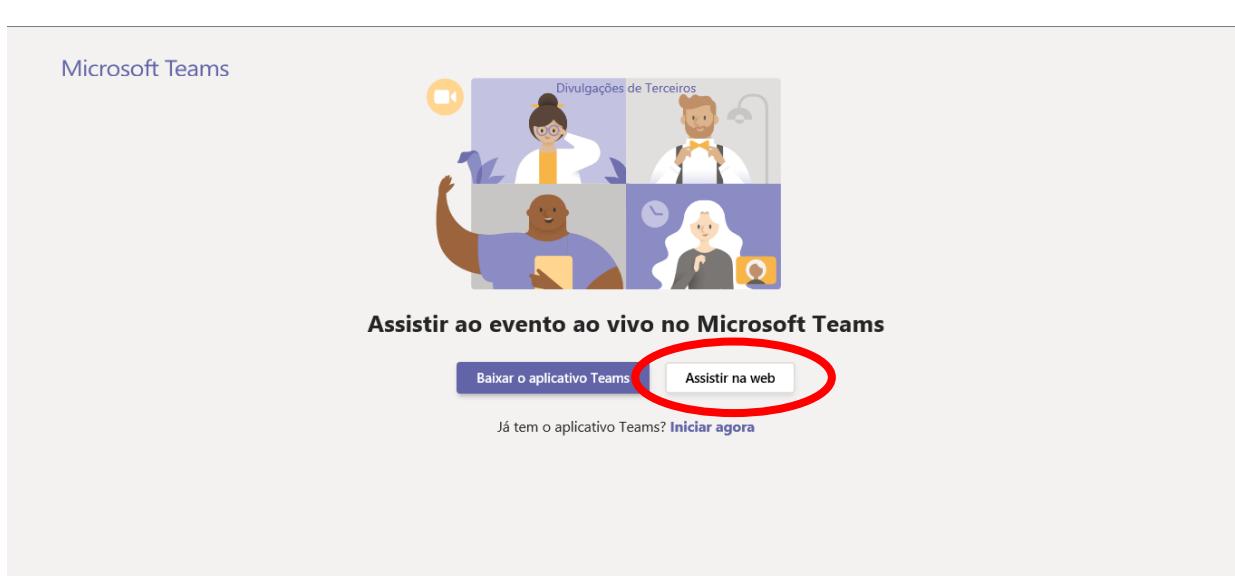 Microsoft Teams
Divulgações de Terceiros
Assistir ao evento ao vivo no Microsoft Teams
Baixar o aplicativo Teams
Assistir na web
Já tem o aplicativo Teams? Iniciar agora